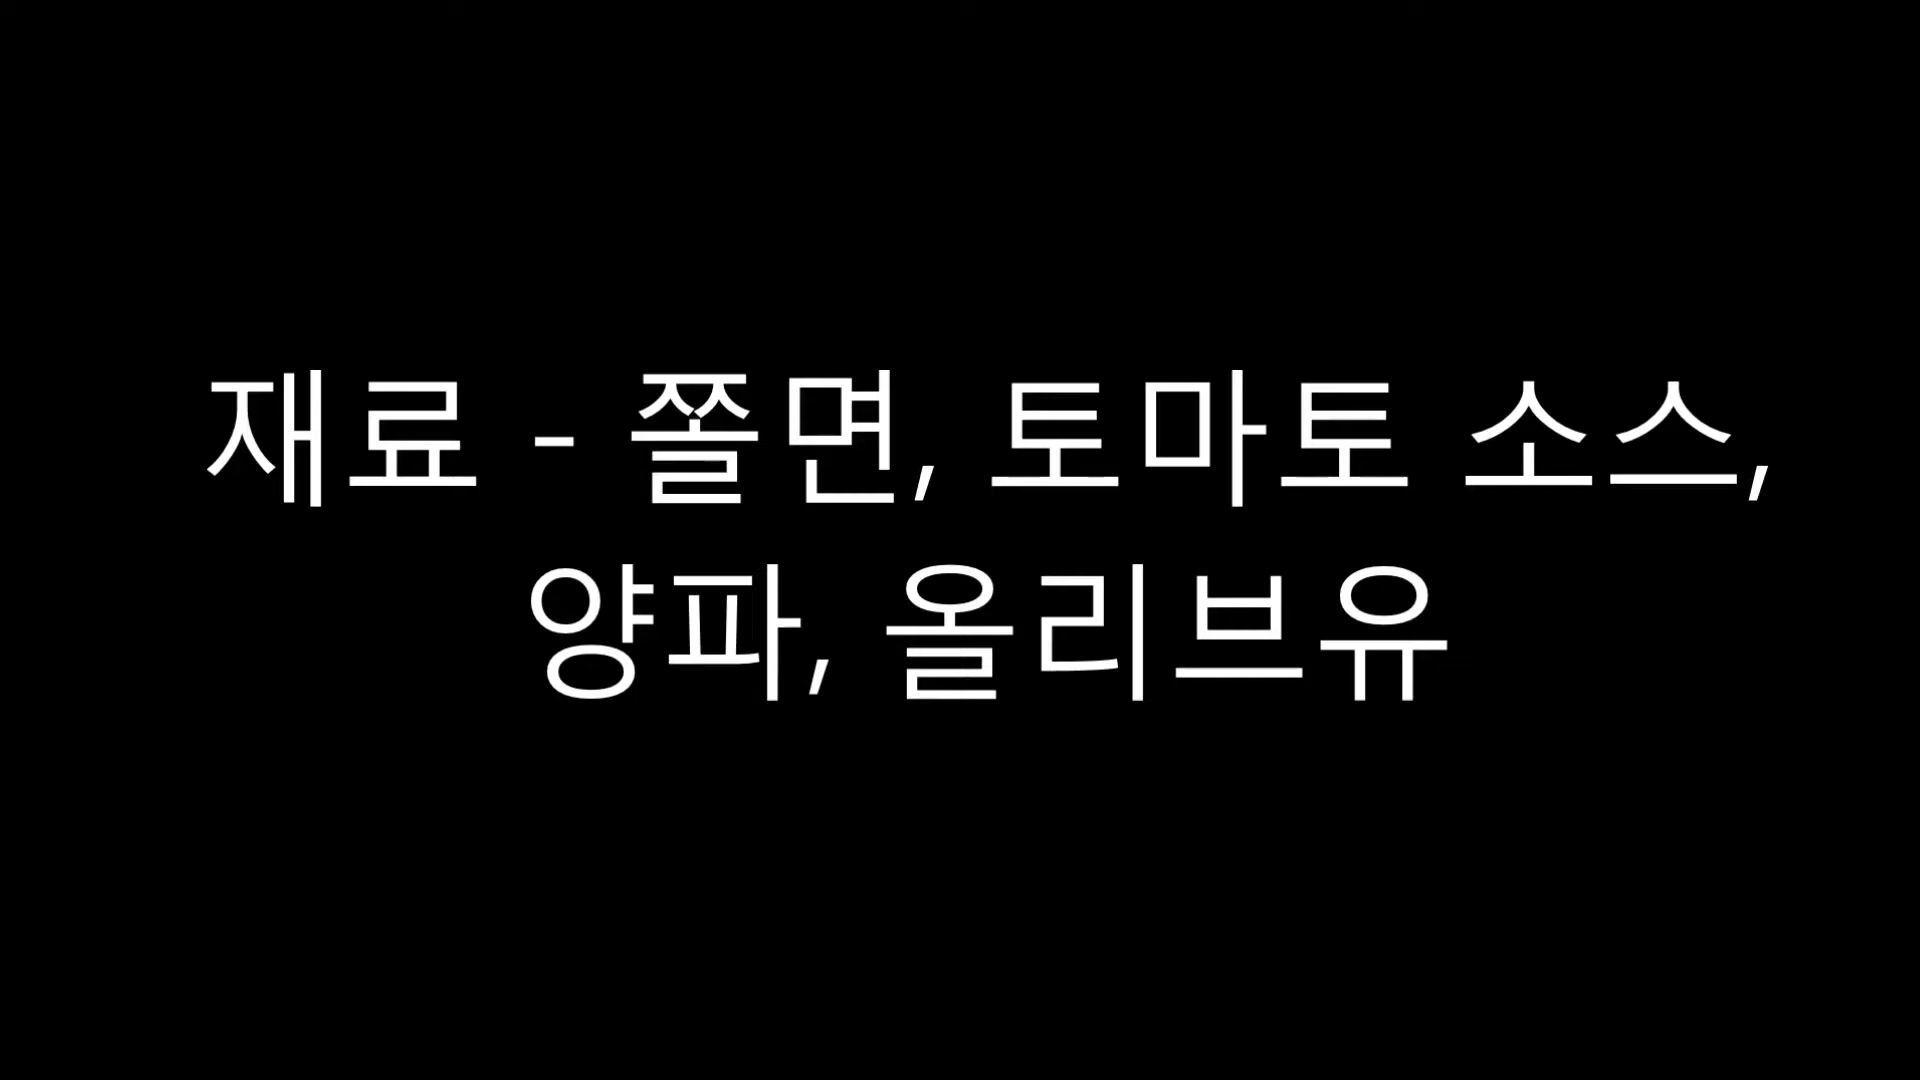 재료 - 쫄면, 토마토 소스,
양파, 올리브유